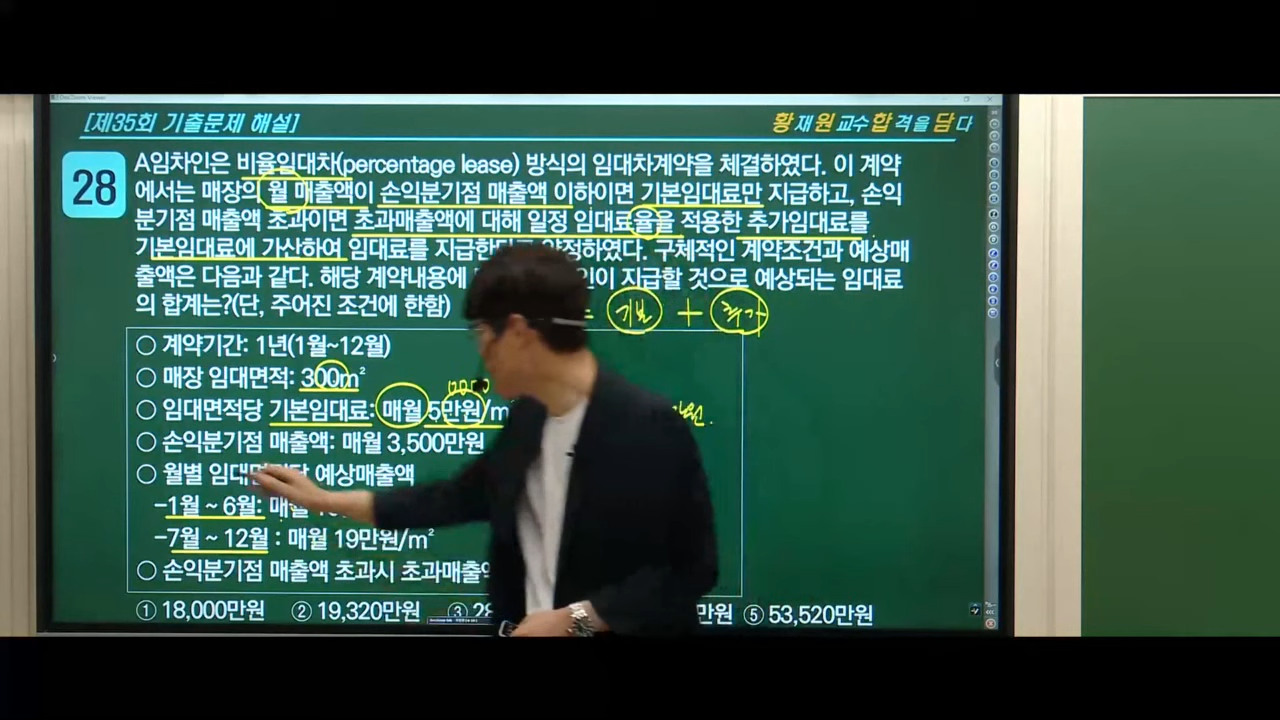 [제35회 기출문제 해설]
황재원교수합격을담다
28
A임차인은 비율임대차(percentage lease) 방식의 임대차계약을 체결하였다. 이 계약
에서는 매장의 월 매출액이 손익분기점 매출액 이하이면 기본임대료만 지급하고, 손익
분기점 매출액 초과이면 초과매출액에 대해 일정 임대료율을 적용한 추가임대료를
기본임대료에 가산하여 임대료를 지급한다고 약정하였다. 구체적인 계약조건과 예상매
출액은 다음과 같다. 해당 계약내용에 인이 지급할 것으로 예상되는 임대료
의 합계는?(단, 주어진 조건에 한함)
= 기본 + 추가
○ 계약기간: 1년(1월~12월)
○ 매장 임대면적: 300m²
○ 임대면적당 기본임대료: 매월 5만원/m
○ 손익분기점 매출액: 매월 3,500만원
○ 월별 임대면 당 예상매출액
-1월 ~ 6월: 매월
-7월 ~ 12월 : 매월 19만원/m²
○ 손익분기점 매출액 초과시 초과매출액
① 18,000만원 ② 19,320만원 ③ 28 만원 ⑤ 53,520만원